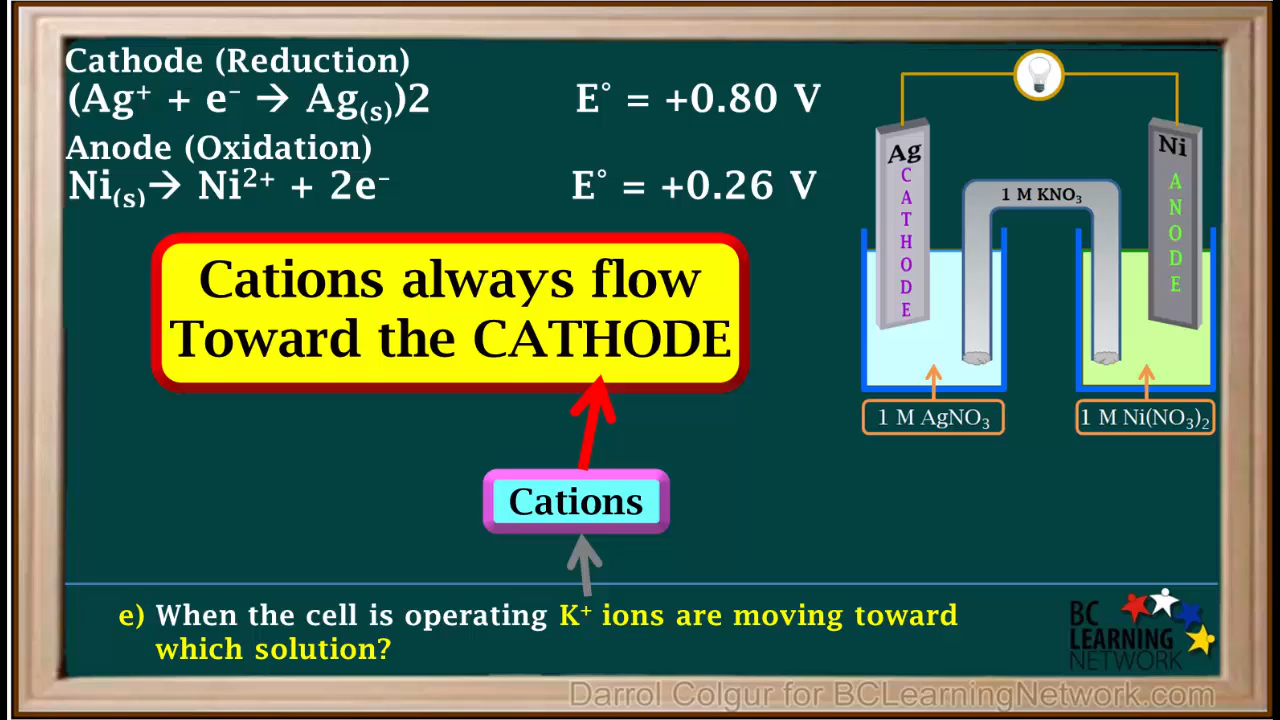 Cathode (Reduction)
(Ag⁺ + e⁻ → Ag₍ₛ₎)2 E° = +0.80 V
Anode (Oxidation)
Ni₍ₛ₎→ Ni²⁺ + 2e⁻ E° = +0.26 V
Cations always flow
Toward the CATHODE
Cations
Ag
CATHODE
1 M KNO₃
Ni
ANODE
1 M AgNO₃
1 M Ni(NO₃)₂
e) When the cell is operating K⁺ ions are moving toward
which solution?
BC
LEARNING
NETWORK
Darrol Colgur for BCLearningNetwork.com